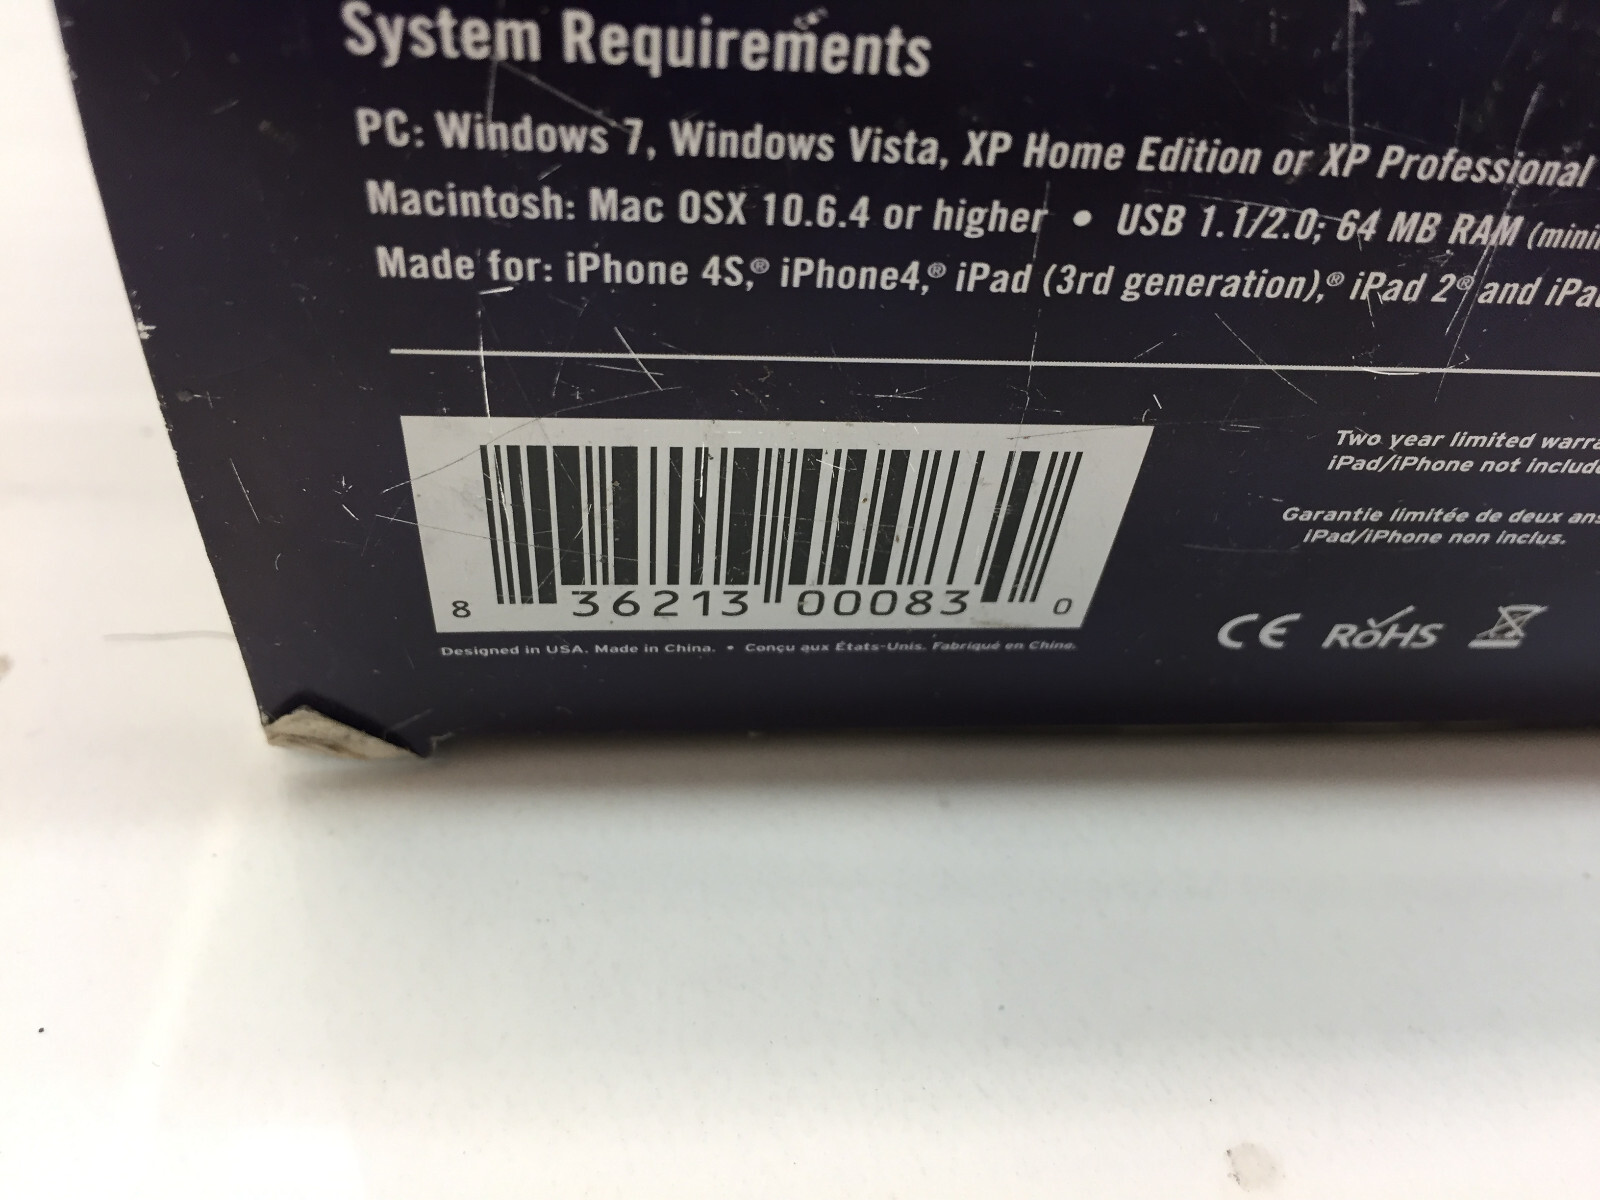 System Requirements
PC: Windows 7, Windows Vista, XP Home Edition or XP Professional
Macintosh: Mac OSX 10.6.4 or higher • USB 1.1/2.0; 64 MB RAM
Made for: iPhone 4S,® iPhone4,® iPad (3rd generation),® iPad 2® and
Two year limited
iPad/iPhone not
Garantie limitée de deux ans
iPad/iPhone non inclus.
8 36213 00083 0
CE RoHS
Designed in USA. Made in China. • Conçu aux États-Unis. Fabriqué en Chine.